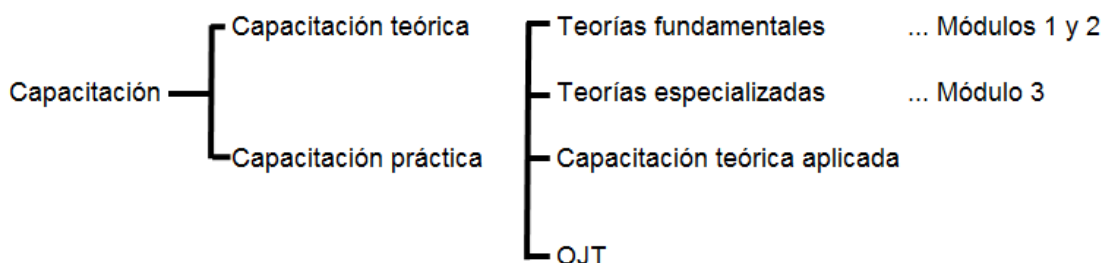 Capacitación teórica Teorías fundamentales ... Módulos 1 y 2
Capacitación Teorías especializadas ... Módulo 3
Capacitación práctica Capacitación teórica aplicada
OJT